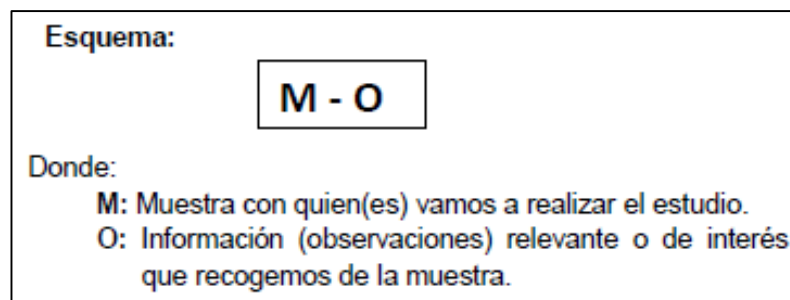 Esquema:
M - O
Donde:
M: Muestra con quien(es) vamos a realizar el estudio.
O: Información (observaciones) relevante o de interés
que recogemos de la muestra.